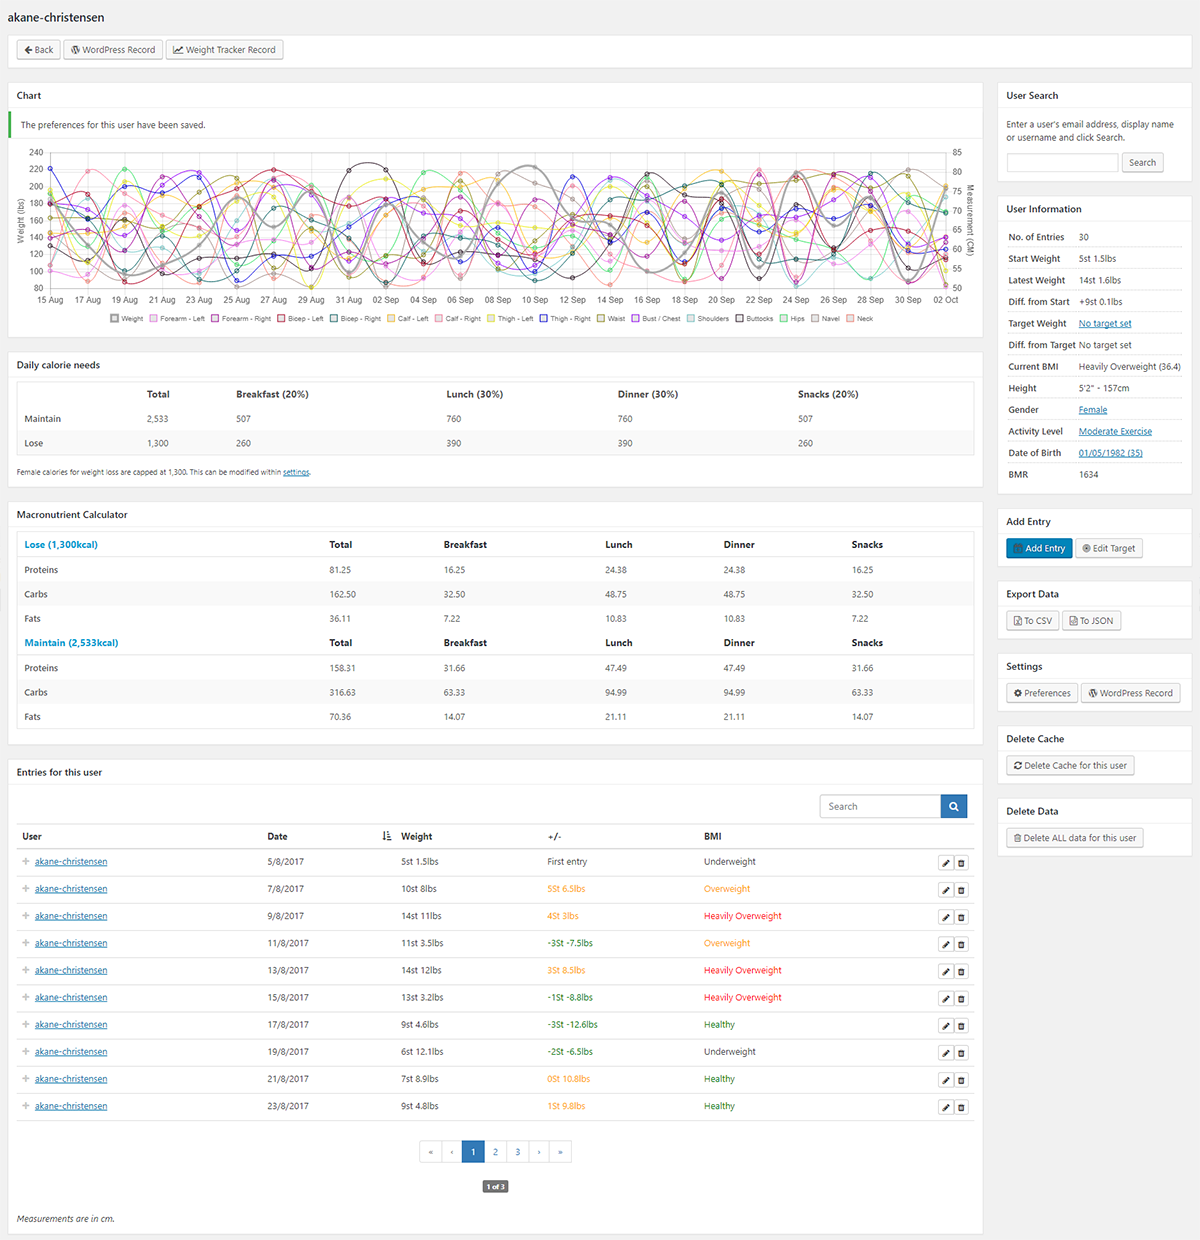 akane-christensen
Back WordPress Record Weight Tracker Record
Chart
The preferences for this user have been saved.
240
220
200
180
160
140
120
100
80
Weight (lbs)
85
80
75
70
65
60
55
50
Measurement (CM)
15 Aug 17 Aug 19 Aug 21 Aug 23 Aug 25 Aug 27 Aug 29 Aug 31 Aug 02 Sep 04 Sep 06 Sep 08 Sep 10 Sep 12 Sep 14 Sep 16 Sep 18 Sep 20 Sep 22 Sep 24 Sep 26 Sep 28 Sep 30 Sep 02 Oct
Weight Forearm - Left Forearm - Right Bicep - Left Bicep - Right Calf - Left Calf - Right Thigh - Left Thigh - Right Waist Bust / Chest Shoulders Buttocks Hips Navel Neck
Daily calorie needs
Total Breakfast (20%) Lunch (30%) Dinner (30%) Snacks (20%)
Maintain 2,533 507 760 760 507
Lose 1,300 260 390 390 260
Female calories for weight loss are capped at 1,300. This can be modified within settings.
Macronutrient Calculator
Lose (1,300kcal) Total Breakfast Lunch Dinner Snacks
Proteins 81.25 16.25 24.38 24.38 16.25
Carbs 162.50 32.50 48.75 48.75 32.50
Fats 36.11 7.22 10.83 10.83 7.22
Maintain (2,533kcal) Total Breakfast Lunch Dinner Snacks
Proteins 158.31 31.66 47.49 47.49 31.66
Carbs 316.63 63.33 94.99 94.99 63.33
Fats 70.36 14.07 21.11 21.11 14.07
Entries for this user
Search
User Date Weight +/- BMI
akane-christensen 5/8/2017 5st 1.5lbs First entry Underweight
akane-christensen 7/8/2017 10st 8lbs 5St 6.5lbs Overweight
akane-christensen 9/8/2017 14st 11lbs 4St 3lbs Heavily Overweight
akane-christensen 11/8/2017 11st 3.5lbs -3St -7.5lbs Overweight
akane-christensen 13/8/2017 14st 12lbs 3St 8.5lbs Heavily Overweight
akane-christensen 15/8/2017 13st 3.2lbs -1St -8.8lbs Heavily Overweight
akane-christensen 17/8/2017 9st 4.6lbs -3St -12.6lbs Healthy
akane-christensen 19/8/2017 6st 12.1lbs -2St -6.5lbs Underweight
akane-christensen 21/8/2017 7st 8.9lbs 0St 10.8lbs Healthy
akane-christensen 23/8/2017 9st 4.8lbs 1St 9.8lbs Healthy
« ‹ 1 2 3 › »
1 of 3
Measurements are in cm.
User Search
Enter a user's email address, display name
or username and click Search.
Search
User Information
No. of Entries 30
Start Weight 5st 1.5lbs
Latest Weight 14st 1.6lbs
Diff. from Start +9st 0.1lbs
Target Weight No target set
Diff. from Target No target set
Current BMI Heavily Overweight (36.4)
Height 5'2" - 157cm
Gender Female
Activity Level Moderate Exercise
Date of Birth 01/05/1982 (35)
BMR 1634
Add Entry
Add Entry Edit Target
Export Data
To CSV To JSON
Settings
Preferences WordPress Record
Delete Cache
Delete Cache for this user
Delete Data
Delete ALL data for this user